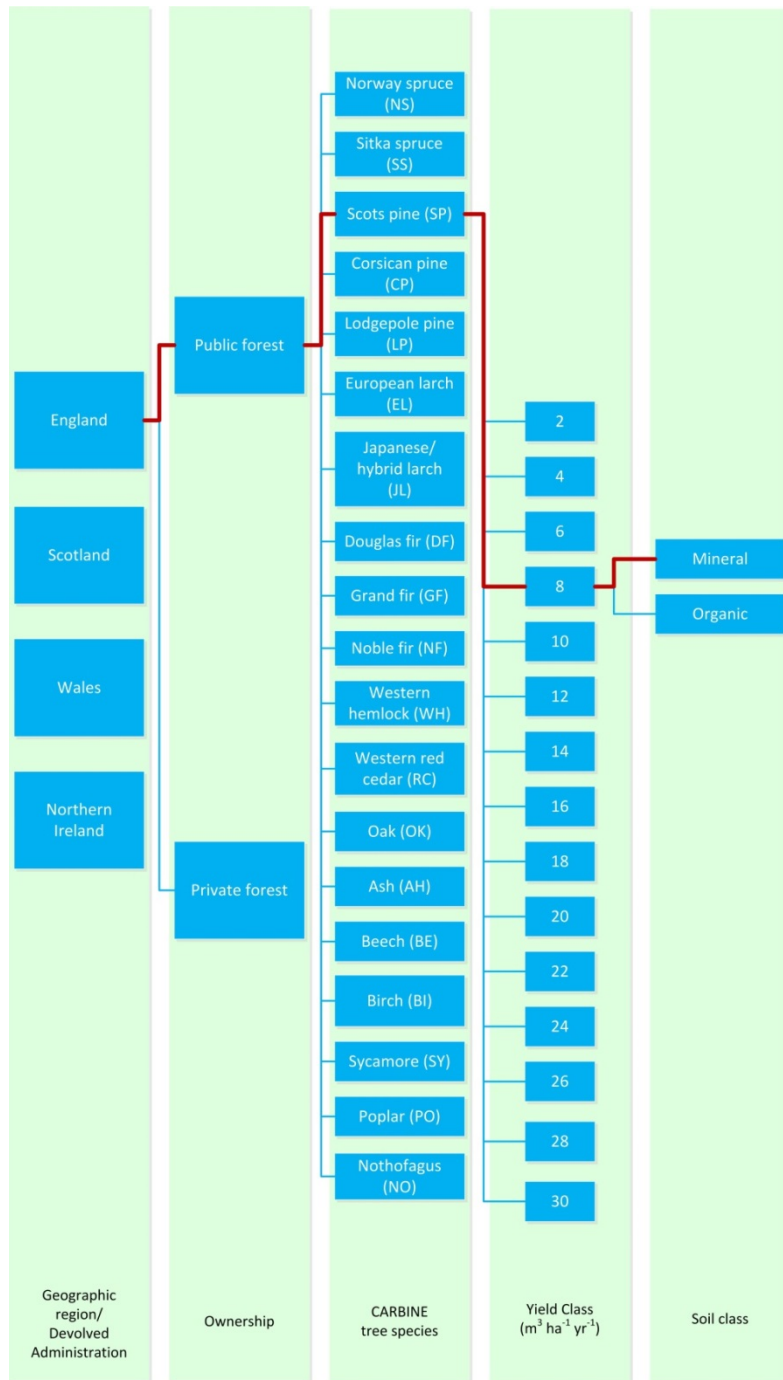 England
Scotland
Wales
Northern
Ireland
Geographic
region/
Devolved
Administration
Public forest
Private forest
Ownership
Norway spruce
(NS)
Sitka spruce
(SS)
Scots pine (SP)
Corsican pine
(CP)
Lodgepole pine
(LP)
European larch
(EL)
Japanese/
hybrid larch
(JL)
Douglas fir (DF)
Grand fir (GF)
Noble fir (NF)
Western
hemlock (WH)
Western red
cedar (RC)
Oak (OK)
Ash (AH)
Beech (BE)
Birch (BI)
Sycamore (SY)
Poplar (PO)
Nothofagus
(NO)
CARBINE
tree species
2
4
6
8
10
12
14
16
18
20
22
24
26
28
30
Yield Class
(m³ ha⁻¹ yr⁻¹)
Mineral
Organic
Soil class